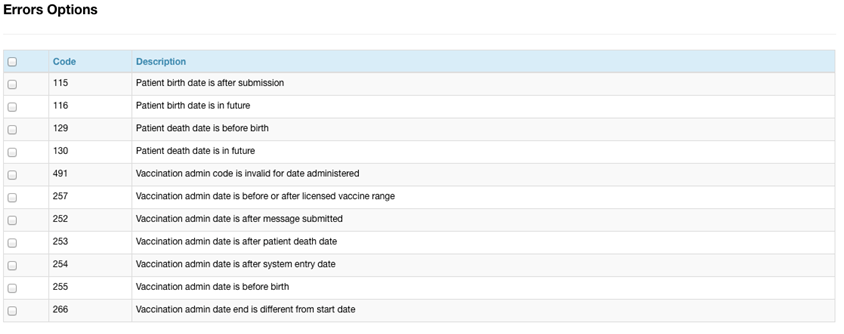 Errors Options
Code Description
115 Patient birth date is after submission
116 Patient birth date is in future
129 Patient death date is before birth
130 Patient death date is in future
491 Vaccination admin code is invalid for date administered
257 Vaccination admin date is before or after licensed vaccine range
252 Vaccination admin date is after message submitted
253 Vaccination admin date is after patient death date
254 Vaccination admin date is after system entry date
255 Vaccination admin date is before birth
266 Vaccination admin date end is different from start date